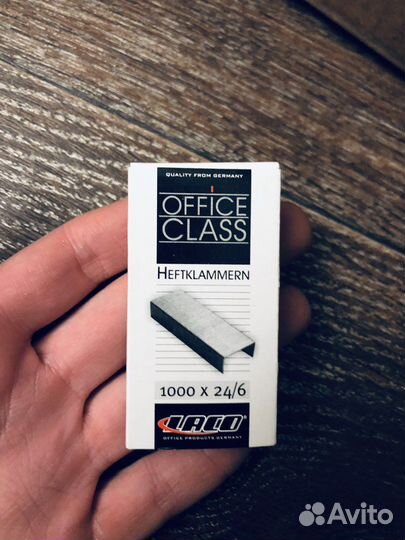 QUALITY FROM GERMANY
OFFICE
CLASS
HEFTKLAMMERN
1000 x 24/6
LACO®
OFFICE PRODUCTS GERMANY
Avito